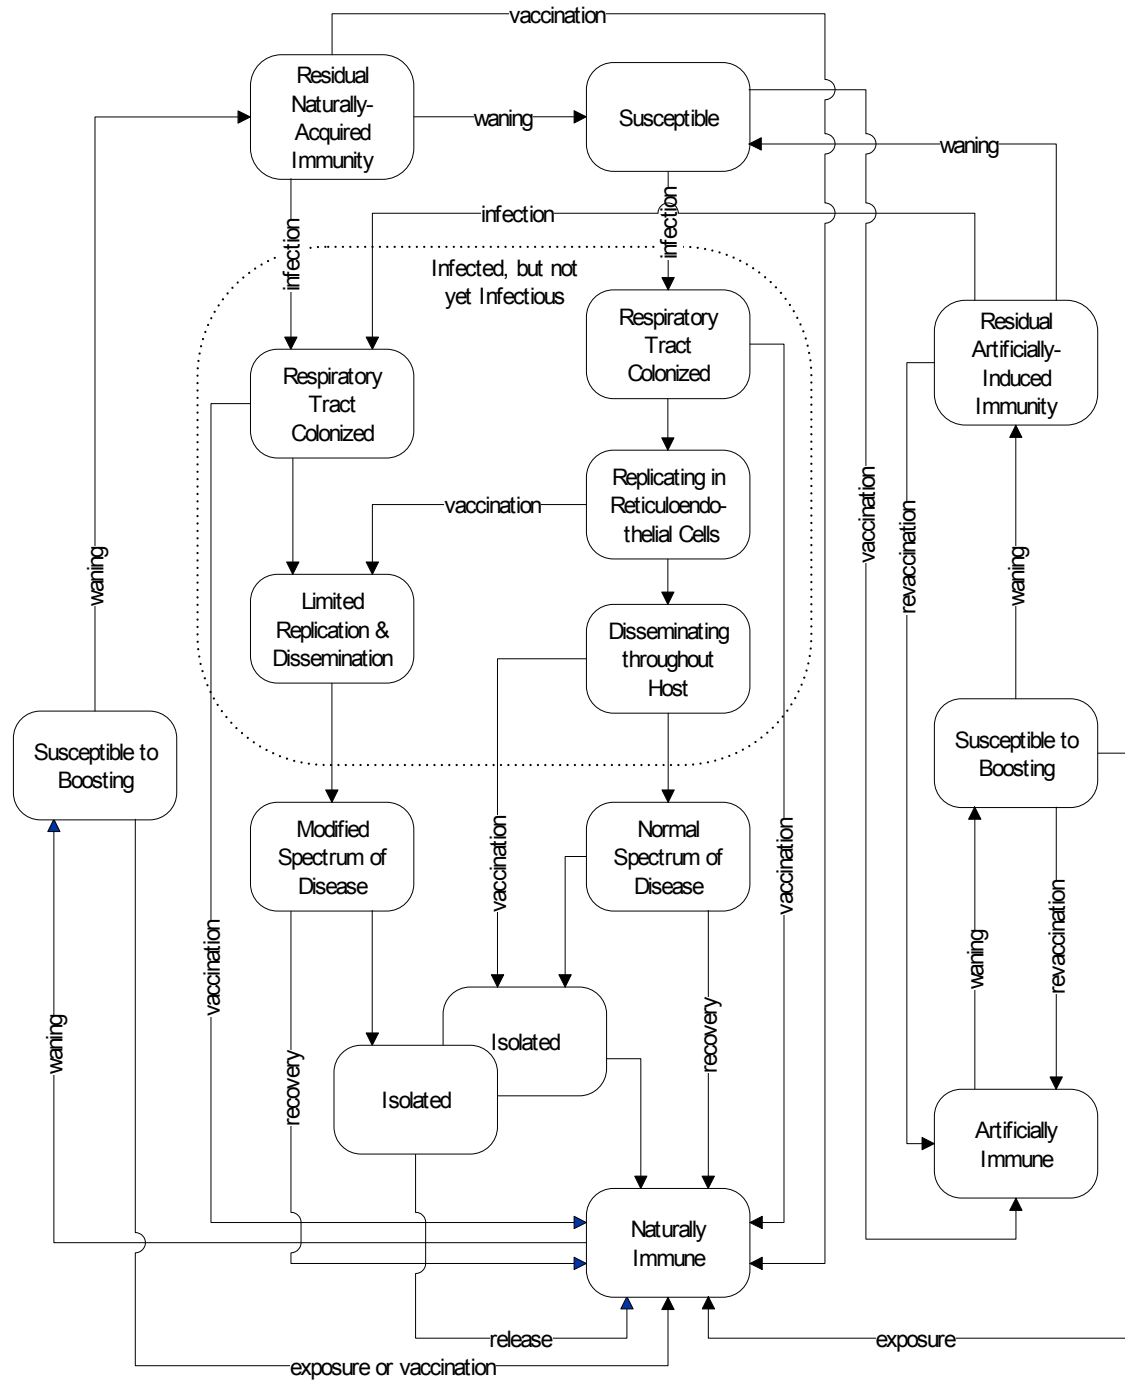 vaccination
Residual
Naturally-
Acquired
Immunity
waning
Susceptible
waning
infection
infection
infection
Infected, but not
yet Infectious
Respiratory
Tract
Colonized
Respiratory
Tract
Colonized
Residual
Artificially-
Induced
Immunity
Replicating in
Reticuloendo-
thelial Cells
vaccination
vaccination
revaccination
waning
waning
Limited
Replication &
Dissemination
Disseminating
throughout
Host
Susceptible to
Boosting
Susceptible to
Boosting
Modified
Spectrum of
Disease
Normal
Spectrum of
Disease
vaccination
vaccination
vaccination
waning
revaccination
waning
recovery
recovery
Isolated
Isolated
Artificially
Immune
Naturally
Immune
release
exposure
exposure or vaccination